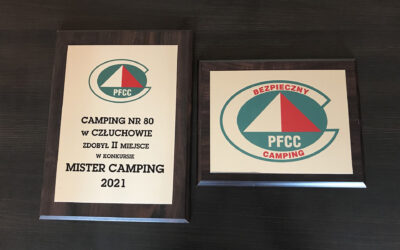 PFCC
CAMPING NR 80
w CZŁUCHOWIE
ZDOBYŁ II MIEJSCE
W KONKURSIE
MISTER CAMPING
2021
BEZPIECZNY
PFCC
CAMPING